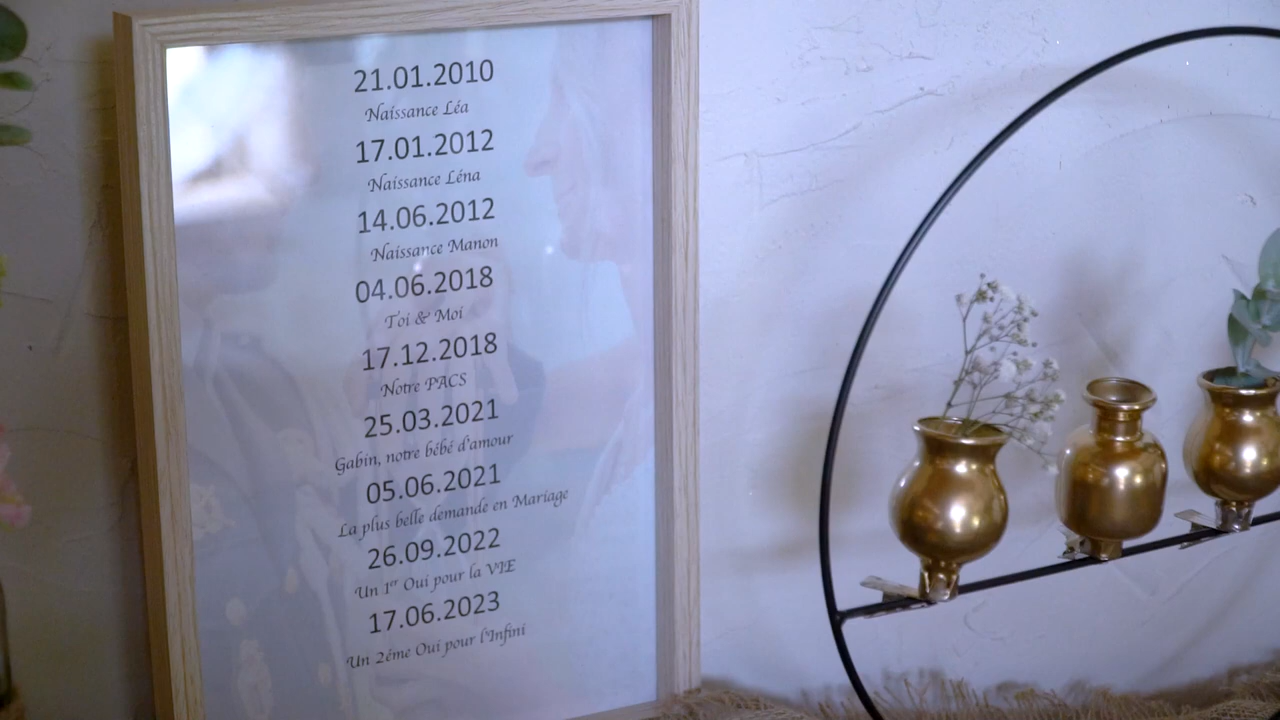 21.01.2010
Naissance Léa
17.01.2012
Naissance Léna
14.06.2012
Naissance Manon
04.06.2018
Toi & Moi
17.12.2018
Notre PACS
25.03.2021
Gabin, notre bébé d'amour
05.06.2021
La plus belle demande en Mariage
26.09.2022
Un 1er Oui pour la VIE
17.06.2023
Un 2éme Oui pour l'Infini